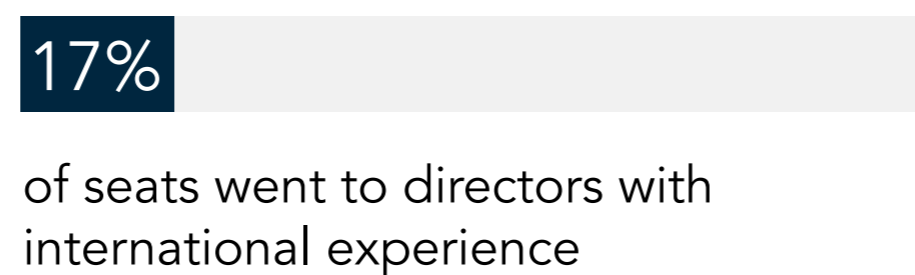 17%
of seats went to directors with
international experience